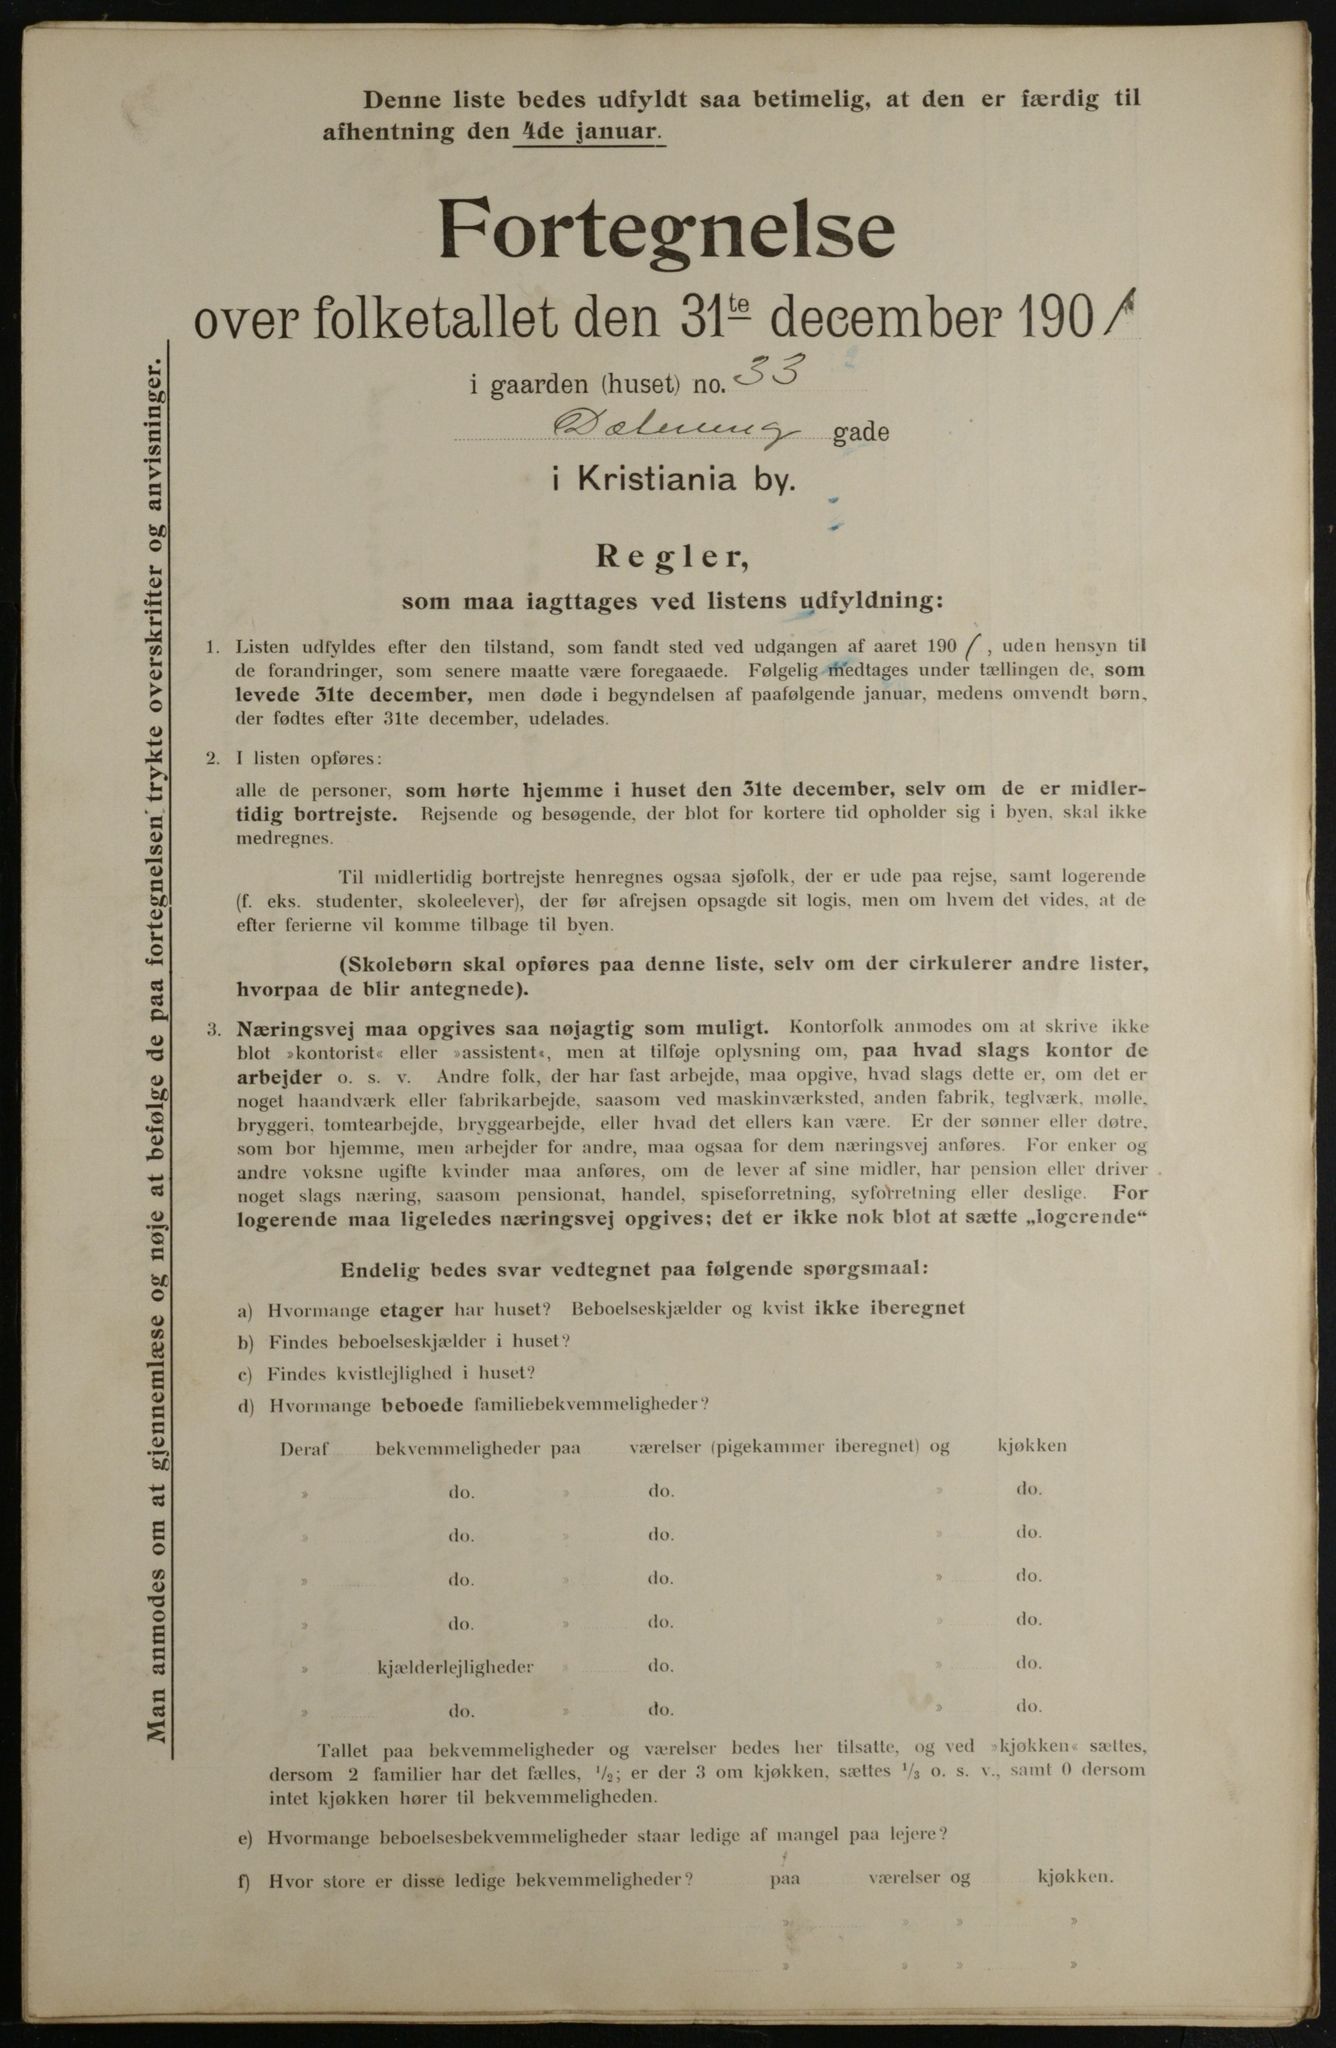 Denne liste bedes udfyldt saa betimelig, at den er færdig til
afhentning den 4de januar.
Fortegnelse
over folketallet den 31te december 1901
i gaarden (huset) no. 33
Dæleneng gade
i Kristiania by.
Regler,
som maa iagttages ved listens udfyldning:
1. Listen udfyldes efter den tilstand, som fandt sted ved udgangen af aaret 1901, uden hensyn til
de forandringer, som senere maatte være foregaaede. Følgelig medtages under tællingen de, som
levede 31te december, men døde i begyndelsen af paafølgende januar, medens omvendt børn,
der fødtes efter 31te december, udelades.
2. I listen opføres:
alle de personer, som hørte hjemme i huset den 31te december, selv om de er midler-
tidig bortrejste. Rejsende og besøgende, der blot for kortere tid opholder sig i byen, skal ikke
medregnes.
Til midlertidig bortrejste henregnes ogsaa sjøfolk, der er ude paa rejse, samt logerende
(f. eks. studenter, skoleelever), der før afrejsen opsagde sit logis, men om hvem det vides, at de
efter ferierne vil komme tilbage til byen.
(Skolebørn skal opføres paa denne liste, selv om der cirkulerer andre lister,
hvorpaa de blir antegnede).
3. Næringsvej maa opgives saa nøjagtig som muligt. Kontorfolk anmodes om at skrive ikke
blot »kontorist« eller »assistent«, men at tilføje oplysning om, paa hvad slags kontor de
arbejder o. s. v. Andre folk, der har fast arbejde, maa opgive, hvad slags dette er, om det er
noget haandværk eller fabrikarbejde, saasom ved maskinværksted, anden fabrik, teglværk, mølle,
bryggeri, tomtearbejde, bryggearbejde, eller hvad det ellers kan være. Er der sønner eller døtre,
som bor hjemme, men arbejder for andre, maa ogsaa for dem næringsvej anføres. For enker og
andre voksne ugifte kvinder maa anføres, om de lever af sine midler, har pension eller driver
noget slags næring, saasom pensionat, handel, spiseforretning, syforretning eller deslige. For
logerende maa ligeledes næringsvej opgives; det er ikke nok blot at sætte „logerende“
Endelig bedes svar vedtegnet paa følgende spørgsmaal:
a) Hvormange etager har huset? Beboelseskjælder og kvist ikke iberegnet
b) Findes beboelseskjælder i huset?
c) Findes kvistlejlighed i huset?
d) Hvormange beboede familiebekvemmeligheder?
Deraf bekvemmeligheder paa værelser (pigekammer iberegnet) og kjøkken
» do. » do. » do.
» do. » do. » do.
» do. » do. » do.
» do. » do. » do.
» kjælderlejligheder » do. » do.
» do. » do. » do.
Tallet paa bekvemmeligheder og værelser bedes her tilsatte, og ved »kjøkken« sættes,
dersom 2 familier har det fælles, 1/2; er der 3 om kjøkken, sættes 1/3 o. s. v., samt 0 dersom
intet kjøkken hører til bekvemmeligheden.
e) Hvormange beboelsesbekvemmeligheder staar ledige af mangel paa lejere?
f) Hvor store er disse ledige bekvemmeligheder? paa værelser og kjøkken.
» » » »
» » » »
Man anmodes om at gjennemlæse og nøje at befølge de paa fortegnelsen trykte overskrifter og anvisninger.